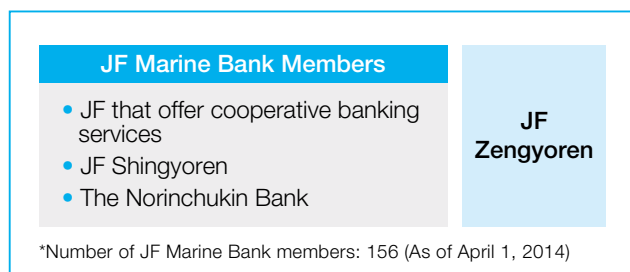 JF Marine Bank Members
• JF that offer cooperative banking
services
• JF Shingyoren
• The Norinchukin Bank
JF
Zengyoren
*Number of JF Marine Bank members: 156 (As of April 1, 2014)